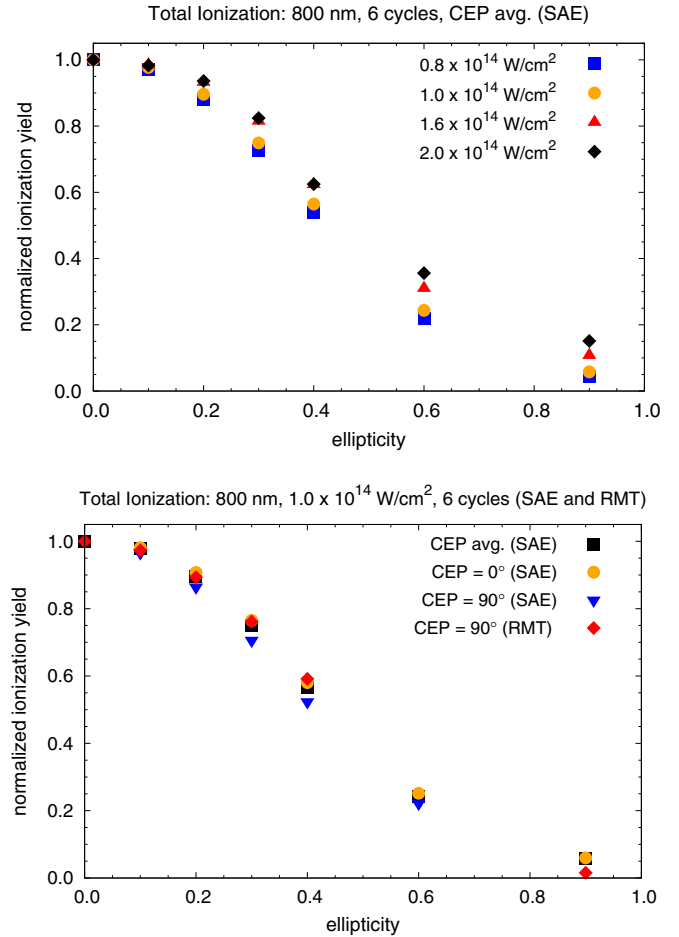 Total Ionization: 800 nm, 6 cycles, CEP avg. (SAE)
1.0
0.8
0.6
0.4
0.2
0.0
normalized ionization yield
0.8 x 10^14 W/cm^2
1.0 x 10^14 W/cm^2
1.6 x 10^14 W/cm^2
2.0 x 10^14 W/cm^2
0.0 0.2 0.4 0.6 0.8 1.0
ellipticity
Total Ionization: 800 nm, 1.0 x 10^14 W/cm^2, 6 cycles (SAE and RMT)
1.0
0.8
0.6
0.4
0.2
0.0
normalized ionization yield
CEP avg. (SAE)
CEP = 0° (SAE)
CEP = 90° (SAE)
CEP = 90° (RMT)
0.0 0.2 0.4 0.6 0.8 1.0
ellipticity